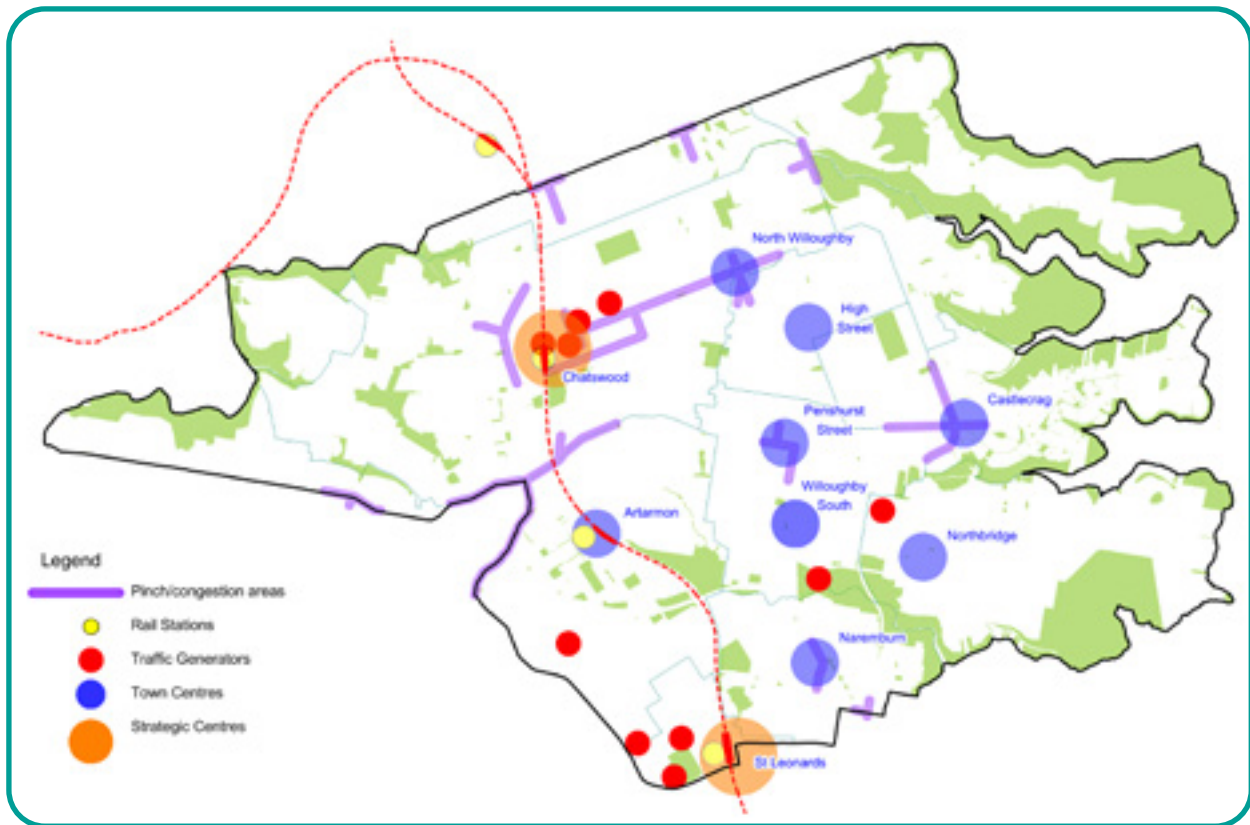 North Willoughby
High
Street
Chatswood
Castlecrag
Penshurst
Street
Willoughby
South
Artarmon
Northbridge
Naremburn
St Leonards
Legend
Pinch/congestion areas
Rail Stations
Traffic Generators
Town Centres
Strategic Centres